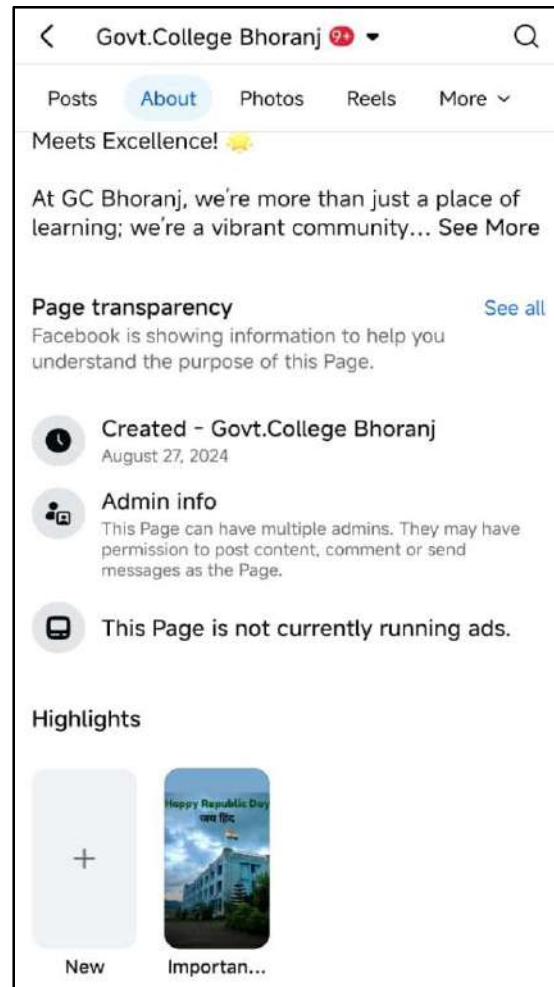 Govt.College Bhoranj 9+
Posts About Photos Reels More
Meets Excellence! 🌟
At GC Bhoranj, we're more than just a place of
learning; we're a vibrant community... See More
Page transparency See all
Facebook is showing information to help you
understand the purpose of this Page.
Created - Govt.College Bhoranj
August 27, 2024
Admin info
This Page can have multiple admins. They may have
permission to post content, comment or send
messages as the Page.
This Page is not currently running ads.
Highlights
Happy Republic Day
जय हिंद
+
New Importan...